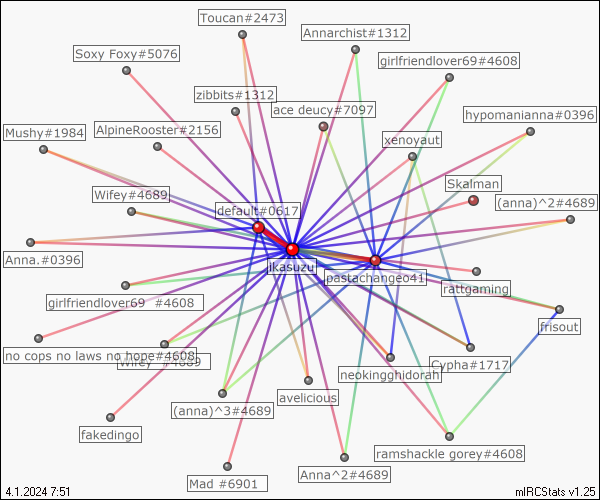 Toucan#2473
Annarchist#1312
Soxy Foxy#5076
girlfriendlover69#4608
zibbits#1312
ace deucy#7097
hypomanianna#0396
Mushy#1984
AlpineRooster#2156
xenoyaut
Skalman
Wifey#4689
(anna)^2#4689
default#0617
Anna.#0396
ikasuzu
pastachangeo41
rattgaming
girlfriendlover69 #4608
frisout
no cops no laws no hope#4608
Wifey #4689
Cypha#1717
neokingghidorah
avelicious
(anna)^3#4689
fakedingo
ramshackle gorey#4608
Anna^2#4689
Mad #6901
4.1.2024 7:51
mIRCStats v1.25